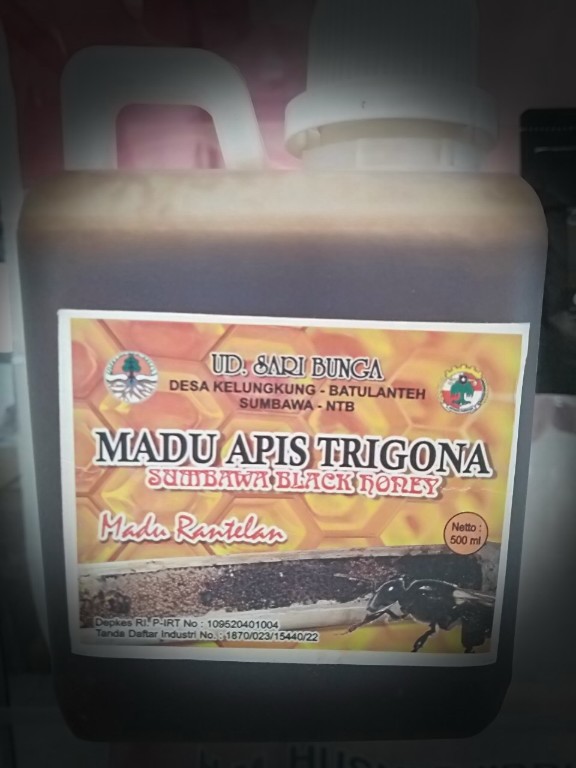 UD. SARI BUNGA
DESA KELUNGKUNG - BATULANTEH
SUMBAWA - NTB
MADU APIS TRIGONA
SUMBAWA BLACK HONEY
Madu Rantelan
Netto :
500 ml
Depkes RI. P-IRT No : 109520401004
Tanda Daftar Industri No. : 1870/023/15440/22